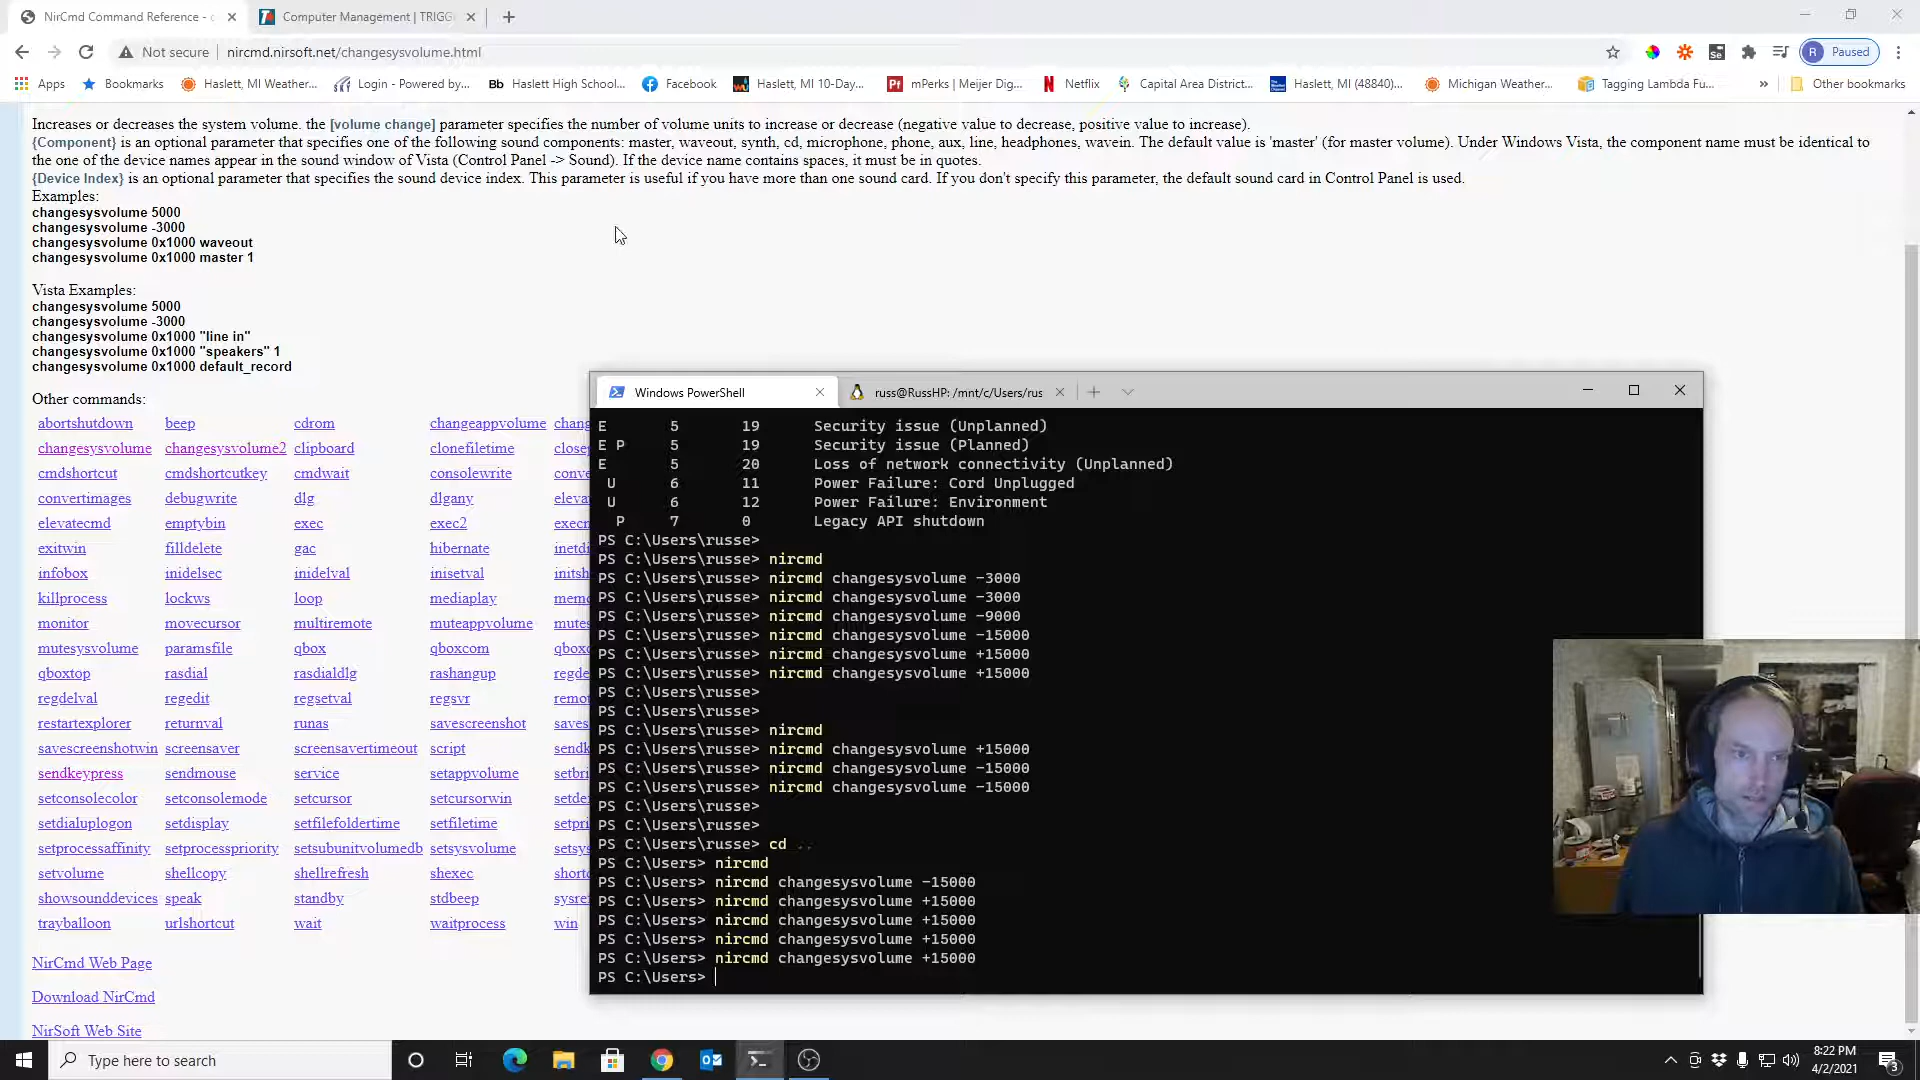 NirCmd Command Reference - c
Computer Management | TRIGG
Not secure
nircmd.nirsoft.net/changesysvolume.html
R Paused
Apps
Bookmarks
Haslett, MI Weather...
Login - Powered by...
Bb Haslett High School...
Facebook
Haslett, MI 10-Day...
mPerks | Meijer Dig...
Netflix
Capital Area District...
Haslett, MI (48840)...
Michigan Weather...
Tagging Lambda Fu...
»
Other bookmarks
Increases or decreases the system volume. the [volume change] parameter specifies the number of volume units to increase or decrease (negative value to decrease, positive value to increase).
{Component} is an optional parameter that specifies one of the following sound components: master, waveout, synth, cd, microphone, phone, aux, line, headphones, wavein. The default value is 'master' (for master volume). Under Windows Vista, the component name must be identical to
the one of the device names appear in the sound window of Vista (Control Panel -> Sound). If the device name contains spaces, it must be in quotes.
{Device Index} is an optional parameter that specifies the sound device index. This parameter is useful if you have more than one sound card. If you don't specify this parameter, the default sound card in Control Panel is used.
Examples:
changesysvolume 5000
changesysvolume -3000
changesysvolume 0x1000 waveout
changesysvolume 0x1000 master 1
Vista Examples:
changesysvolume 5000
changesysvolume -3000
changesysvolume 0x1000 "line in"
changesysvolume 0x1000 "speakers" 1
changesysvolume 0x1000 default_record
Other commands:
abortshutdown beep cdrom changeappvolume chang
changesysvolume changesysvolume2 clipboard clonefiletime close
cmdshortcut cmdshortcutkey cmdwait consolewrite conve
convertimages debugwrite dlg dlgany eleva
elevatecmd emptybin exec exec2 execm
exitwin filldelete gac hibernate inetdi
infobox inidelsec inidelval inisetval initsh
killprocess lockws loop mediaplay memd
monitor movecursor multiremote muteappvolume mutes
mutesysvolume paramsfile qbox qboxcom qbox
qboxtop rasdial rasdialdlg rashangup regde
regdelval regedit regsetval regsvr remo
restartexplorer returnval runas savescreenshot saves
savescreenshotwin screensaver screensavertimeout script sendk
sendkeypress sendmouse service setappvolume setbri
setconsolecolor setconsolemode setcursor setcursorwin setde
setdialuplogon setdisplay setfilefoldertime setfiletime setpri
setprocessaffinity setprocesspriority setsubunitvolumedb setsysvolume setsys
setvolume shellcopy shellrefresh shexec shorto
showsounddevices speak standby stdbeep sysre
trayballoon urlshortcut wait waitprocess win
NirCmd Web Page
Download NirCmd
NirSoft Web Site
Windows PowerShell
russ@RussHP: /mnt/c/Users/rus
E 5 19 Security issue (Unplanned)
E P 5 19 Security issue (Planned)
E 5 20 Loss of network connectivity (Unplanned)
U 6 11 Power Failure: Cord Unplugged
U 6 12 Power Failure: Environment
P 7 0 Legacy API shutdown
PS C:\Users\russe>
PS C:\Users\russe> nircmd
PS C:\Users\russe> nircmd changesysvolume -3000
PS C:\Users\russe> nircmd changesysvolume -3000
PS C:\Users\russe> nircmd changesysvolume -9000
PS C:\Users\russe> nircmd changesysvolume -15000
PS C:\Users\russe> nircmd changesysvolume +15000
PS C:\Users\russe> nircmd changesysvolume +15000
PS C:\Users\russe>
PS C:\Users\russe>
PS C:\Users\russe> nircmd
PS C:\Users\russe> nircmd changesysvolume +15000
PS C:\Users\russe> nircmd changesysvolume -15000
PS C:\Users\russe> nircmd changesysvolume -15000
PS C:\Users\russe>
PS C:\Users\russe>
PS C:\Users\russe> cd ..
PS C:\Users> nircmd
PS C:\Users> nircmd changesysvolume -15000
PS C:\Users> nircmd changesysvolume +15000
PS C:\Users> nircmd changesysvolume +15000
PS C:\Users> nircmd changesysvolume +15000
PS C:\Users> nircmd changesysvolume +15000
PS C:\Users>
Type here to search
8:22 PM
4/2/2021
3